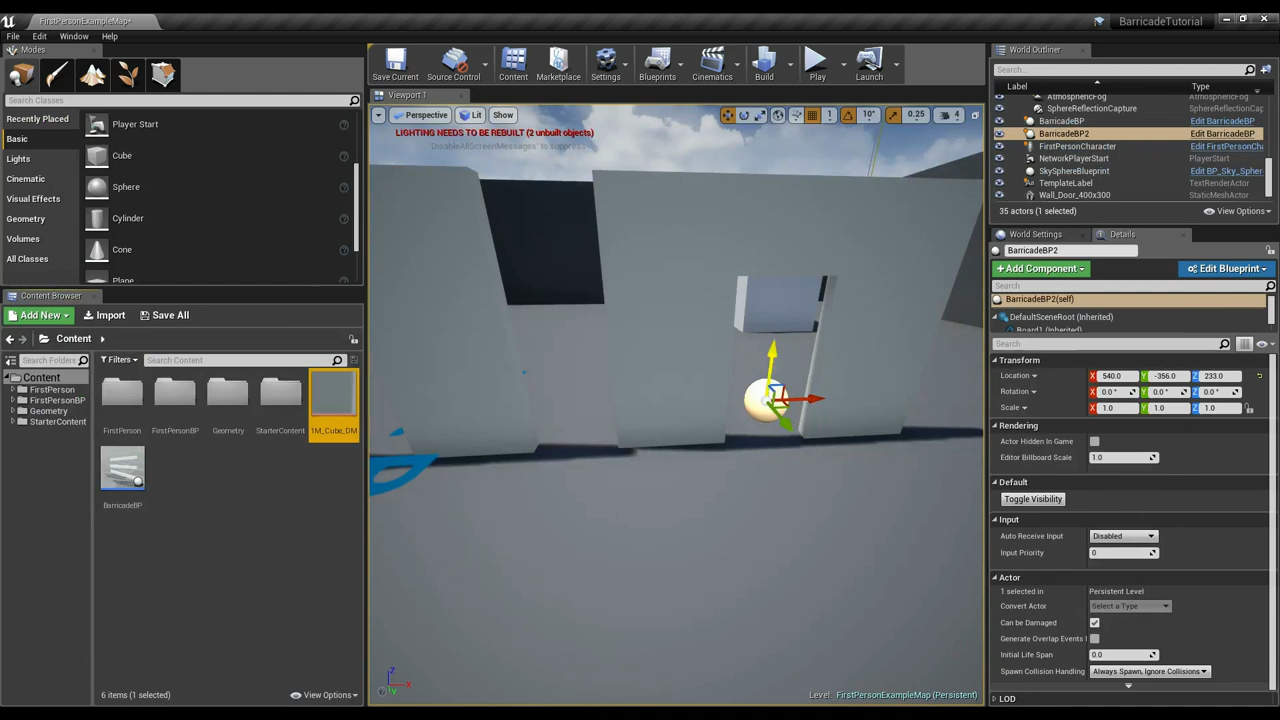 FirstPersonExampleMap*
BarricadeTutorial
File Edit Window Help
Modes
Search Classes
Recently Placed
Basic
Lights
Cinematic
Visual Effects
Geometry
Volumes
All Classes
Player Start
Cube
Sphere
Cylinder
Cone
Plane
Save Current
Source Control
Content
Marketplace
Settings
Blueprints
Cinematics
Build
Play
Launch
Viewport 1
Perspective Lit Show
1 10° 0.25 4
LIGHTING NEEDS TO BE REBUILT (2 unbuilt objects)
'DisableAllScreenMessages' to suppress
Level: FirstPersonExampleMap (Persistent)
Content Browser
Add New Import Save All
Content
Search Folders
Filters
Search Content
Content
FirstPerson
FirstPersonBP
Geometry
StarterContent
FirstPerson
FirstPersonBP
Geometry
StarterContent
1M_Cube_DM
BarricadeBP
6 items (1 selected)
View Options
World Outliner
Search...
Label Type
AtmosphericFog AtmosphericFog
SphereReflectionCapture SphereReflectionCap
BarricadeBP Edit BarricadeBP
BarricadeBP2 Edit BarricadeBP
FirstPersonCharacter Edit FirstPersonCha
NetworkPlayerStart PlayerStart
SkySphereBlueprint Edit BP_Sky_Spher
TemplateLabel TextRenderActor
Wall_Door_400x300 StaticMeshActor
35 actors (1 selected) View Options
World Settings
Details
BarricadeBP2
+Add Component
Edit Blueprint
Search
BarricadeBP2(self)
DefaultSceneRoot (Inherited)
Board1 (Inherited)
Search
Transform
Location X 540.0 Y -356.0 Z 233.0
Rotation X 0.0 ° Y 0.0 ° Z 0.0 °
Scale X 1.0 Y 1.0 Z 1.0
Rendering
Actor Hidden In Game
Editor Billboard Scale 1.0
Default
Toggle Visibility
Input
Auto Receive Input Disabled
Input Priority 0
Actor
1 selected in Persistent Level
Convert Actor Select a Type
Can be Damaged
Generate Overlap Events
Initial Life Span 0.0
Spawn Collision Handling Always Spawn, Ignore Collisions
LOD
Z
X
Y